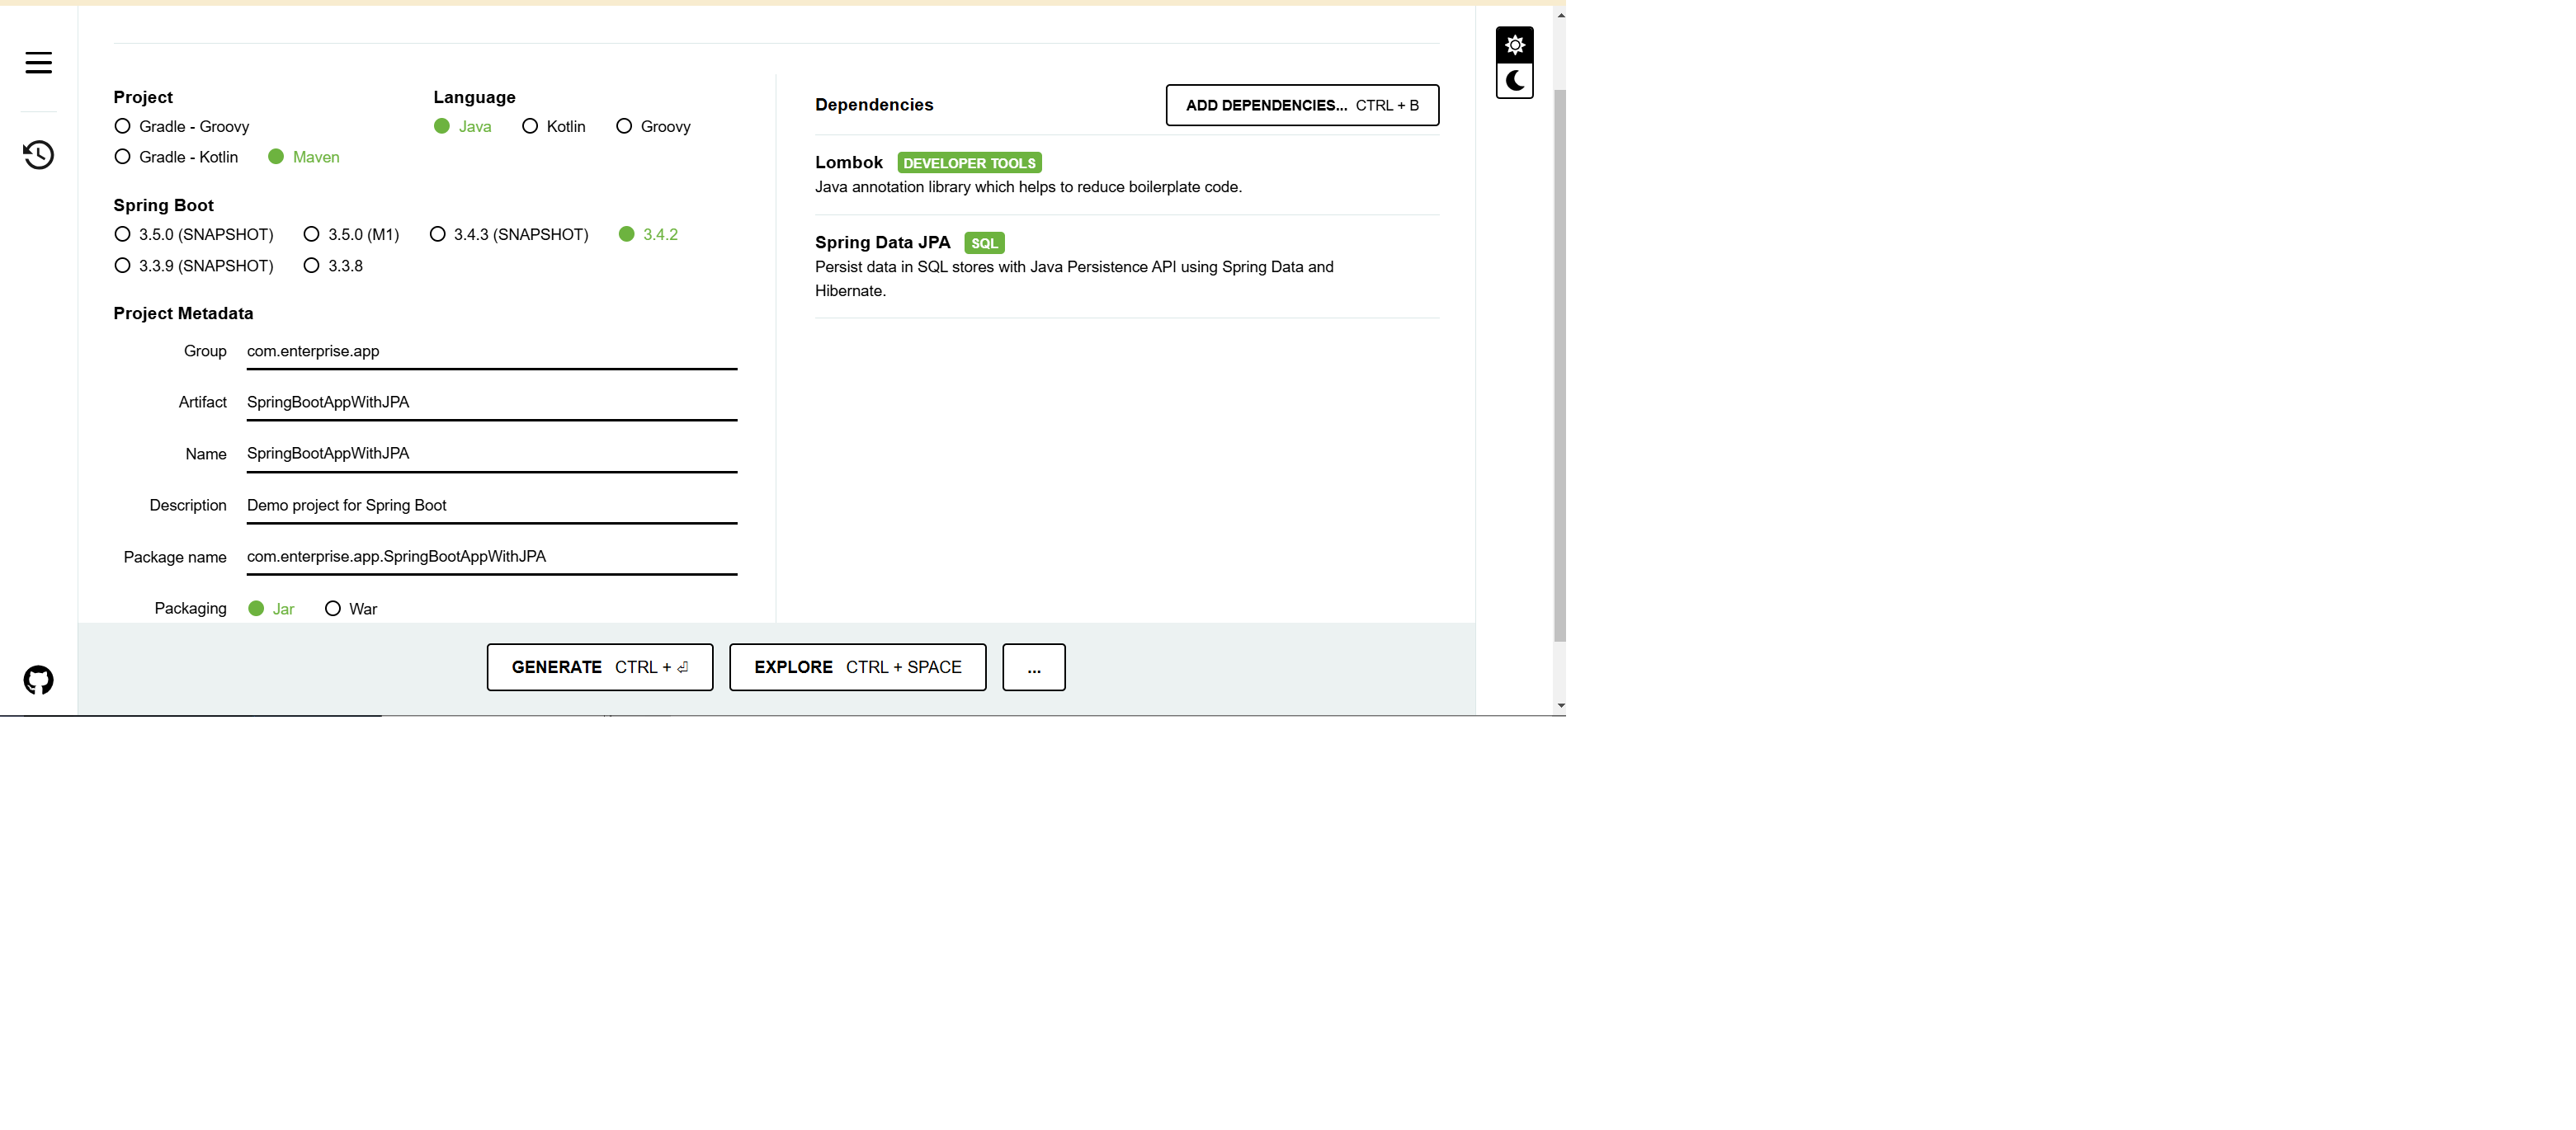 Project
Gradle - Groovy
Gradle - Kotlin Maven
Language
Java Kotlin Groovy
Spring Boot
3.5.0 (SNAPSHOT) 3.5.0 (M1) 3.4.3 (SNAPSHOT) 3.4.2
3.3.9 (SNAPSHOT) 3.3.8
Project Metadata
Group com.enterprise.app
Artifact SpringBootAppWithJPA
Name SpringBootAppWithJPA
Description Demo project for Spring Boot
Package name com.enterprise.app.SpringBootAppWithJPA
Packaging Jar War
Dependencies ADD DEPENDENCIES... CTRL + B
Lombok DEVELOPER TOOLS
Java annotation library which helps to reduce boilerplate code.
Spring Data JPA SQL
Persist data in SQL stores with Java Persistence API using Spring Data and
Hibernate.
GENERATE CTRL + ⏎ EXPLORE CTRL + SPACE ...